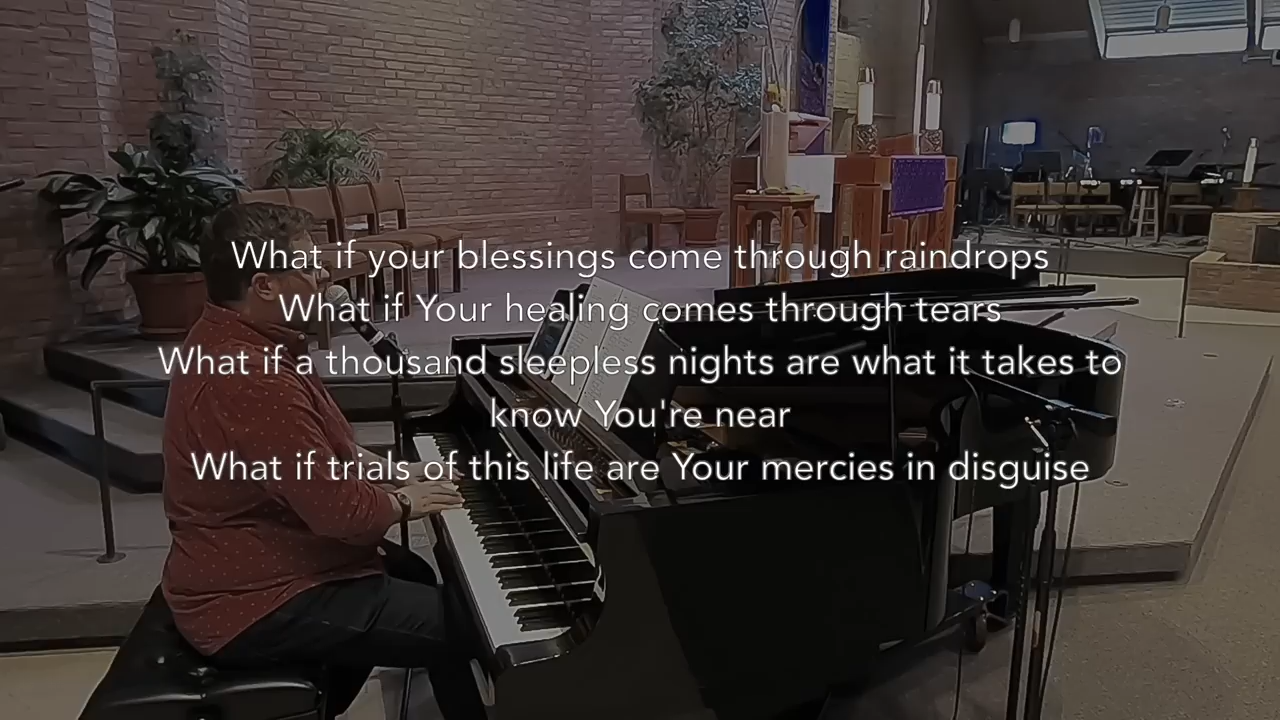 What if your blessings come through raindrops
What if Your healing comes through tears
What if a thousand sleepless nights are what it takes to
know You're near
What if trials of this life are Your mercies in disguise